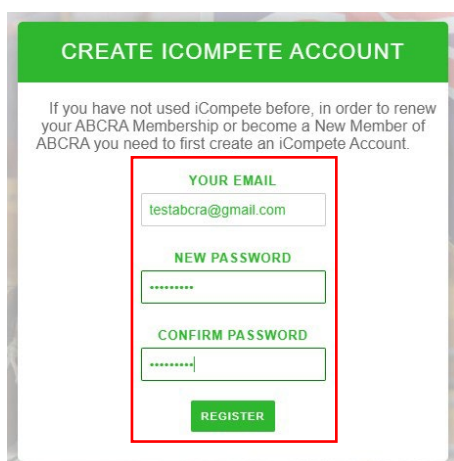 CREATE ICOMPETE ACCOUNT
If you have not used iCompete before, in order to renew
your ABCRA Membership or become a New Member of
ABCRA you need to first create an iCompete Account.
YOUR EMAIL
testabcra@gmail.com
NEW PASSWORD
•••••••••
CONFIRM PASSWORD
•••••••••
REGISTER